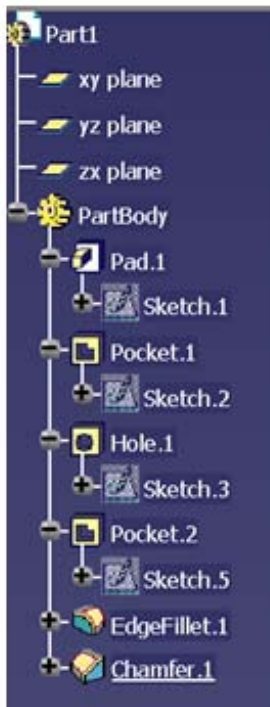 Part1
xy plane
yz plane
zx plane
PartBody
Pad.1
Sketch.1
Pocket.1
Sketch.2
Hole.1
Sketch.3
Pocket.2
Sketch.5
EdgeFillet.1
Chamfer.1